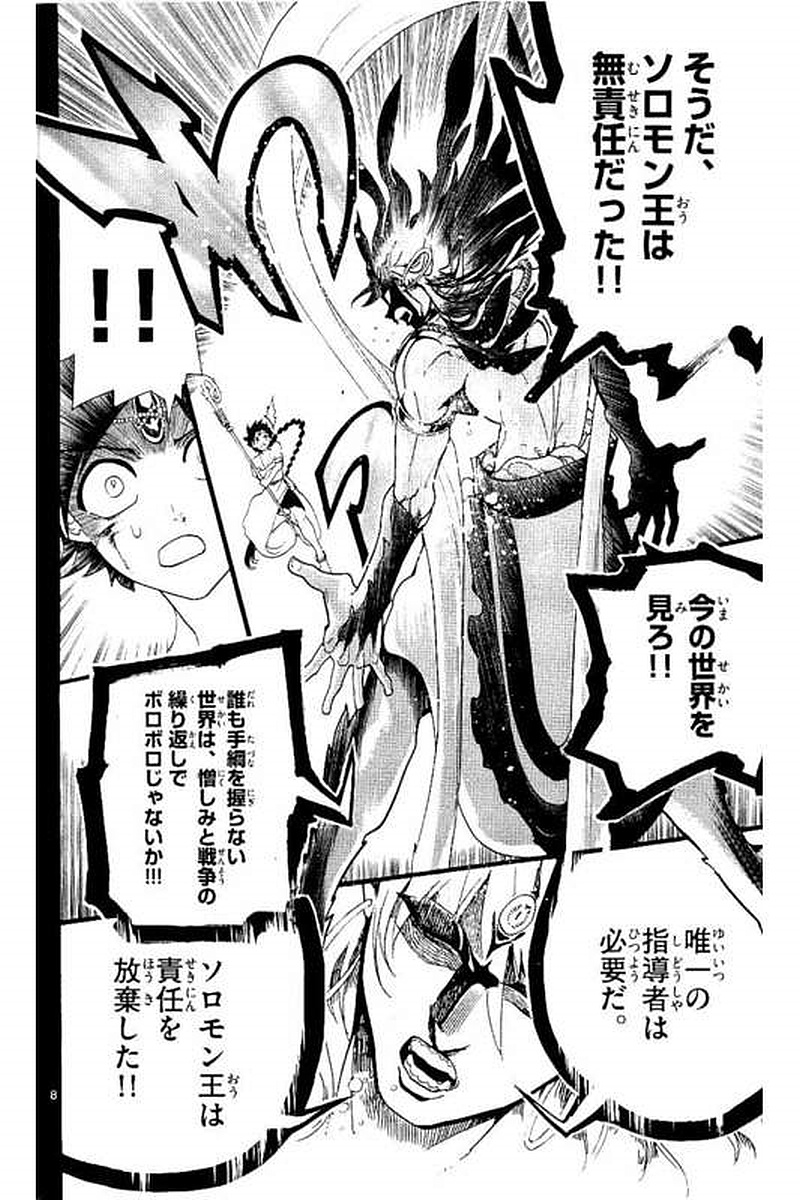 そうだ、
ソロモン王は
無責任だった!!
!!
今の世界を
見ろ!!
誰も手綱を握らない
世界は、憎しみと戦争の
繰り返しで
ボロボロじゃないか!!!
唯一の
指導者は
必要だ。
ソロモン王は
責任を
放棄した!!
8